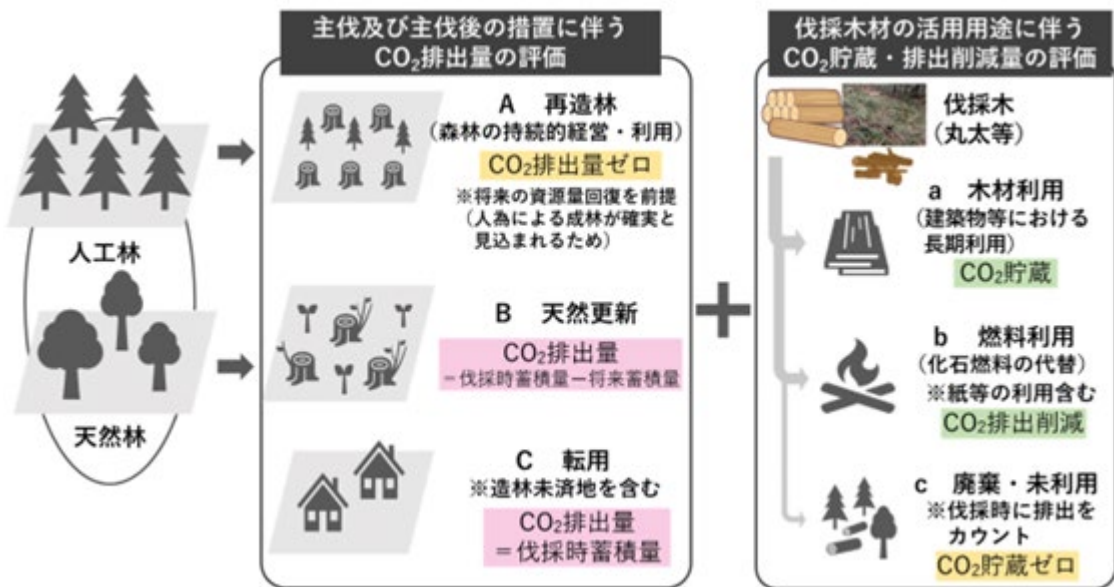 主伐及び主伐後の措置に伴う
CO₂排出量の評価
人工林
天然林
A 再造林
(森林の持続的経営・利用)
CO₂排出量ゼロ
※将来の資源量回復を前提
(人為による成林が確実と
見込まれるため)
B 天然更新
CO₂排出量
=伐採時蓄積量ー将来蓄積量
C 転用
※造林未済地を含む
CO₂排出量
=伐採時蓄積量
伐採木材の活用用途に伴う
CO₂貯蔵・排出削減量の評価
伐採木
(丸太等)
a 木材利用
(建築物等における
長期利用)
CO₂貯蔵
b 燃料利用
(化石燃料の代替)
※紙等の利用含む
CO₂排出削減
c 廃棄・未利用
※伐採時に排出を
カウント
CO₂貯蔵ゼロ